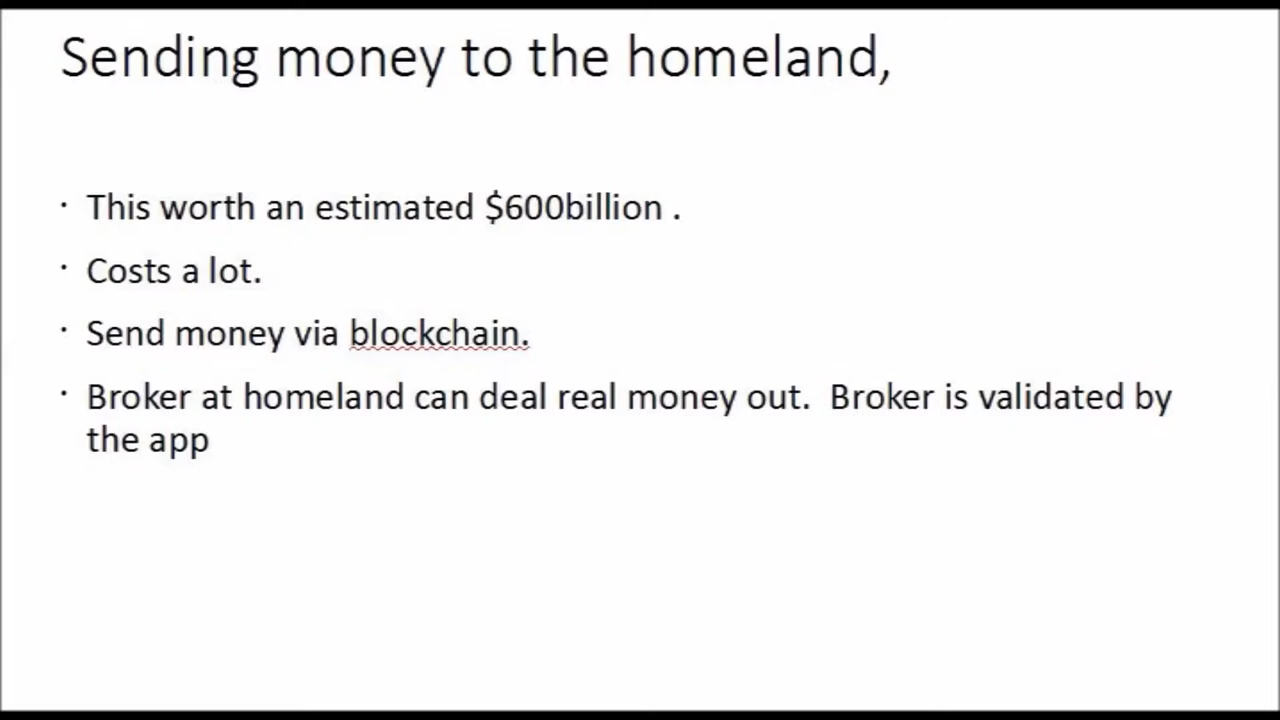 Sending money to the homeland,
• This worth an estimated $600billion .
• Costs a lot.
• Send money via blockchain.
• Broker at homeland can deal real money out.  Broker is validated by
the app